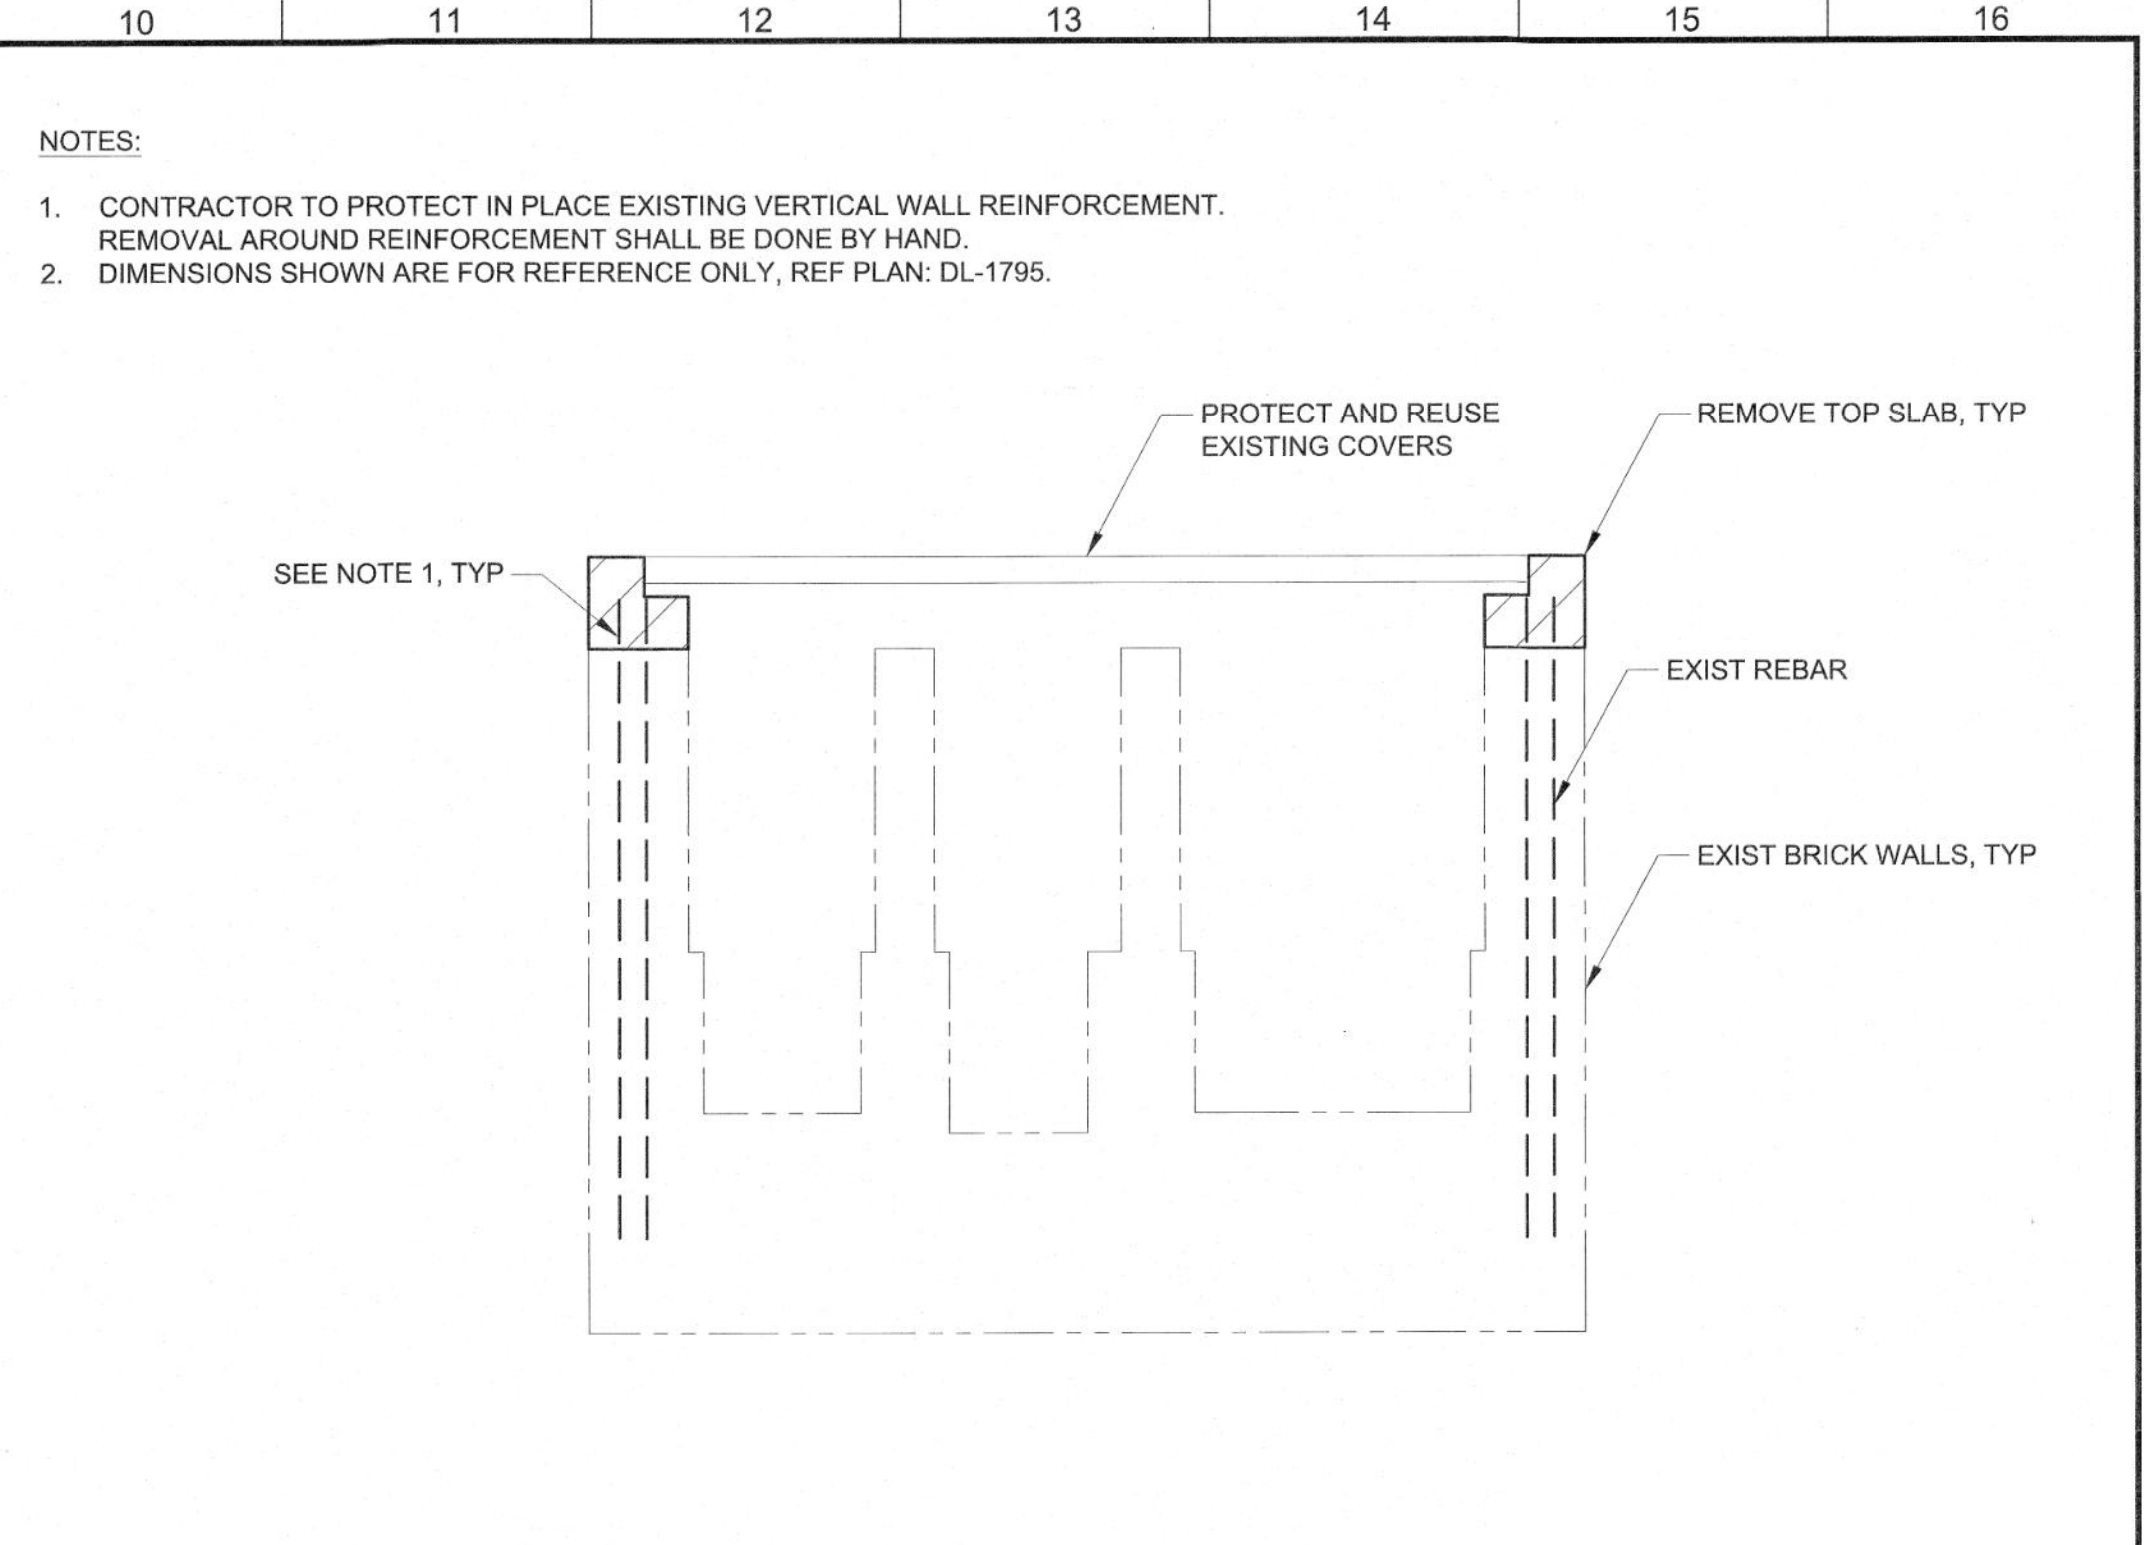 10 11 12 13 14 15 16
NOTES:
1. CONTRACTOR TO PROTECT IN PLACE EXISTING VERTICAL WALL REINFORCEMENT.
REMOVAL AROUND REINFORCEMENT SHALL BE DONE BY HAND.
2. DIMENSIONS SHOWN ARE FOR REFERENCE ONLY, REF PLAN: DL-1795.
PROTECT AND REUSE
EXISTING COVERS
REMOVE TOP SLAB, TYP
SEE NOTE 1, TYP
EXIST REBAR
EXIST BRICK WALLS, TYP